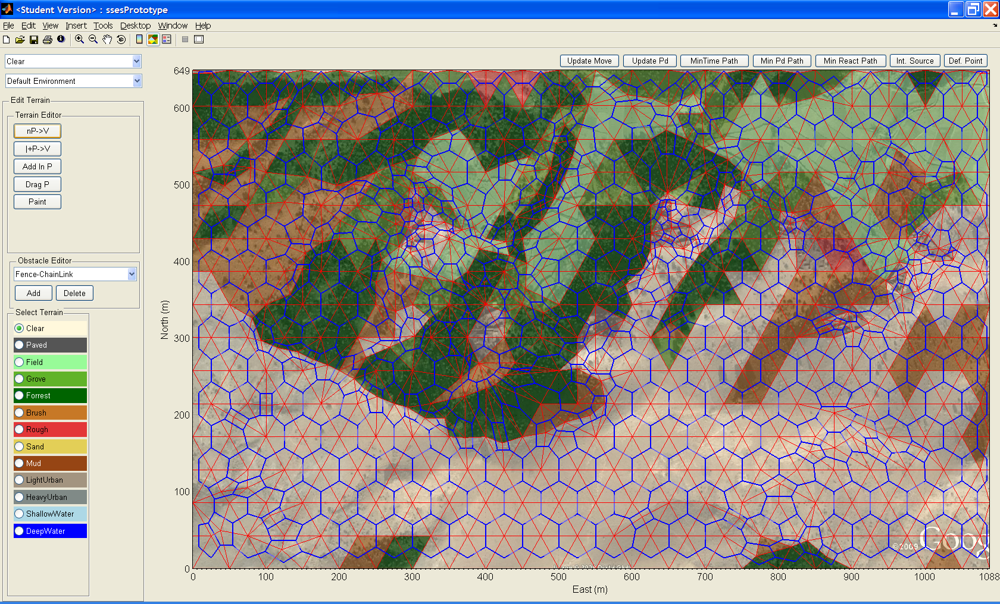 <Student Version> : ssesPrototype
File Edit View Insert Tools Desktop Window Help
Clear
Default Environment
Update Move Update Pd MinTime Path Min Pd Path Min React Path Int. Source Def. Point
Edit Terrain
Terrain Editor
nP->V
|+P->V
Add In P
Drag P
Paint
Obstacle Editor
Fence-ChainLink
Add Delete
Select Terrain
Clear
Paved
Field
Grove
Forrest
Brush
Rough
Sand
Mud
LightUrban
HeavyUrban
ShallowWater
DeepWater
649
600
500
400
300
200
100
0
North (m)
0 100 200 300 400 500 600 700 800 900 1000 1088
East (m)
©2009 Goog